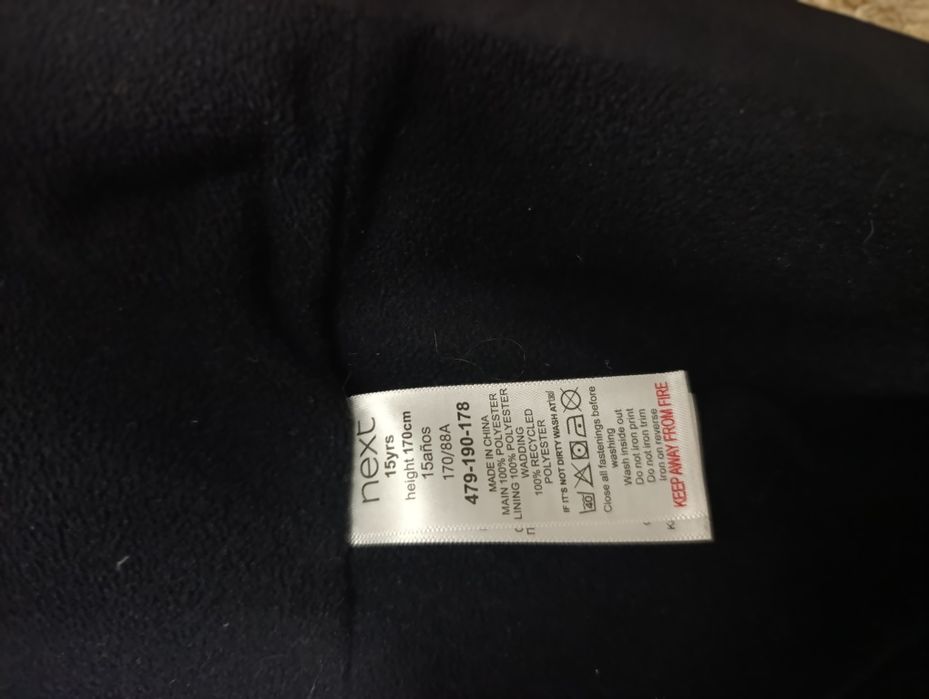 next
15yrs
height 170cm
15años
170/88A
479-190-178
MADE IN CHINA
MAIN 100% POLYESTER
LINING 100% POLYESTER
WADDING
100% RECYCLED
POLYESTER
IF IT'S NOT DIRTY WASH AT 30
40
Close all fastenings before
washing
Wash inside out
Do not iron print
Do not iron trim
Iron on reverse
KEEP AWAY FROM FIRE